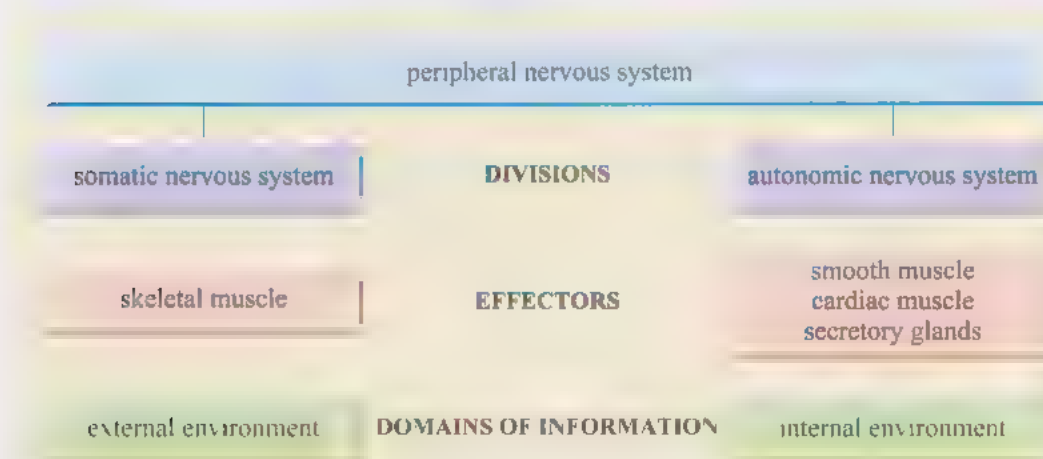 peripheral nervous system
somatic nervous system DIVISIONS autonomic nervous system
skeletal muscle EFFECTORS smooth muscle
cardiac muscle
secretory glands
external environment DOMAINS OF INFORMATION internal environment